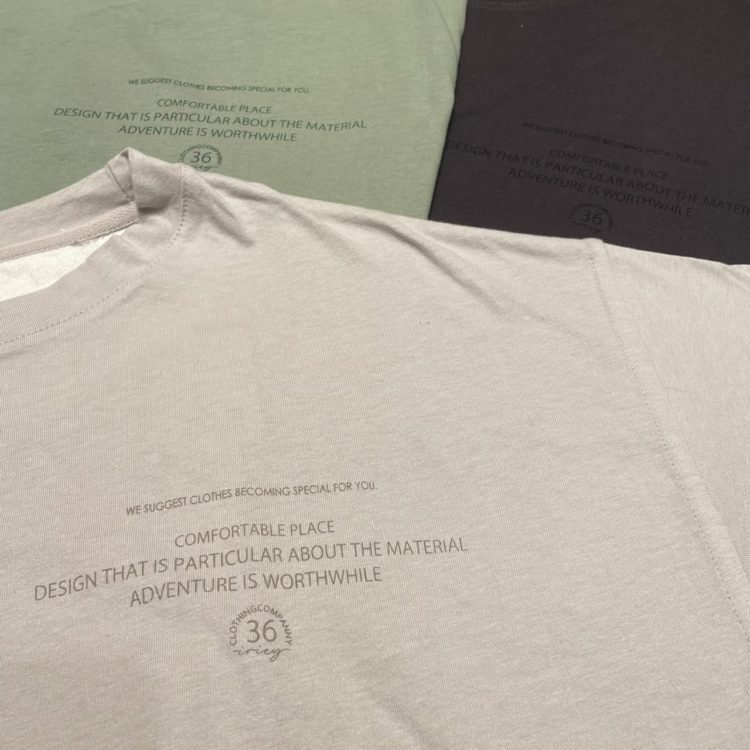 WE SUGGEST CLOTHES BECOMING SPECIAL FOR YOU.
COMFORTABLE PLACE
DESIGN THAT IS PARTICULAR ABOUT THE MATERIAL
ADVENTURE IS WORTHWHILE
36
WE SUGGEST CLOTHES BECOMING SPECIAL FOR YOU.
COMFORTABLE PLACE
DESIGN THAT IS PARTICULAR ABOUT THE MATERIAL
ADVENTURE IS WORTHWHILE
36
WE SUGGEST CLOTHES BECOMING SPECIAL FOR YOU.
COMFORTABLE PLACE
DESIGN THAT IS PARTICULAR ABOUT THE MATERIAL
ADVENTURE IS WORTHWHILE
CLOTHINGCOMPANNY
36
iriey